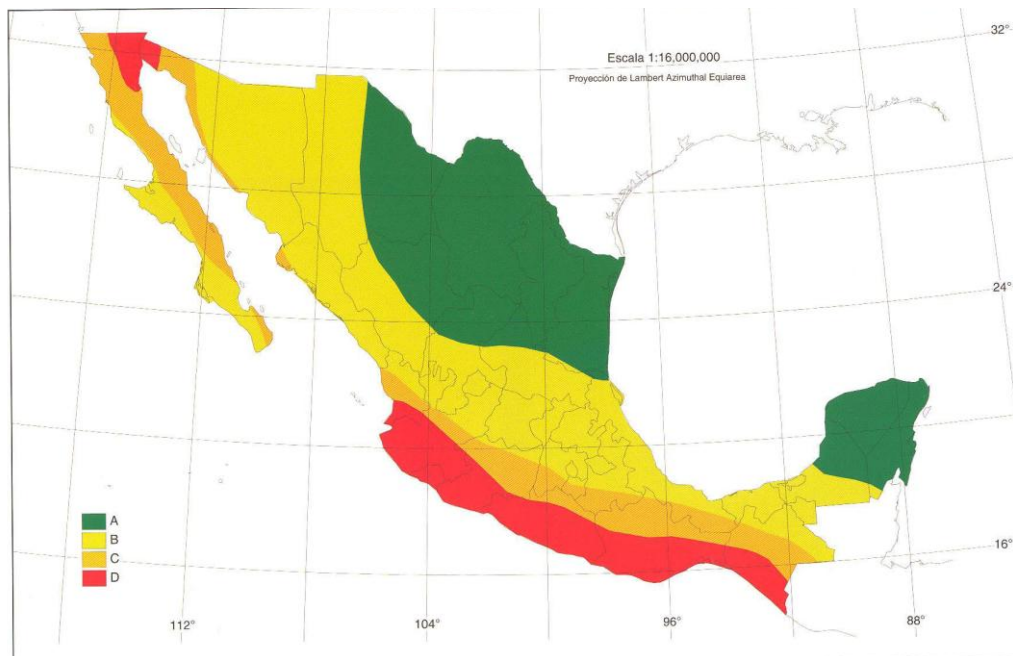 Escala 1:16,000,000
Proyección de Lambert Azimuthal Equiarea
32°
24°
16°
A
B
C
D
112°
104°
96°
88°